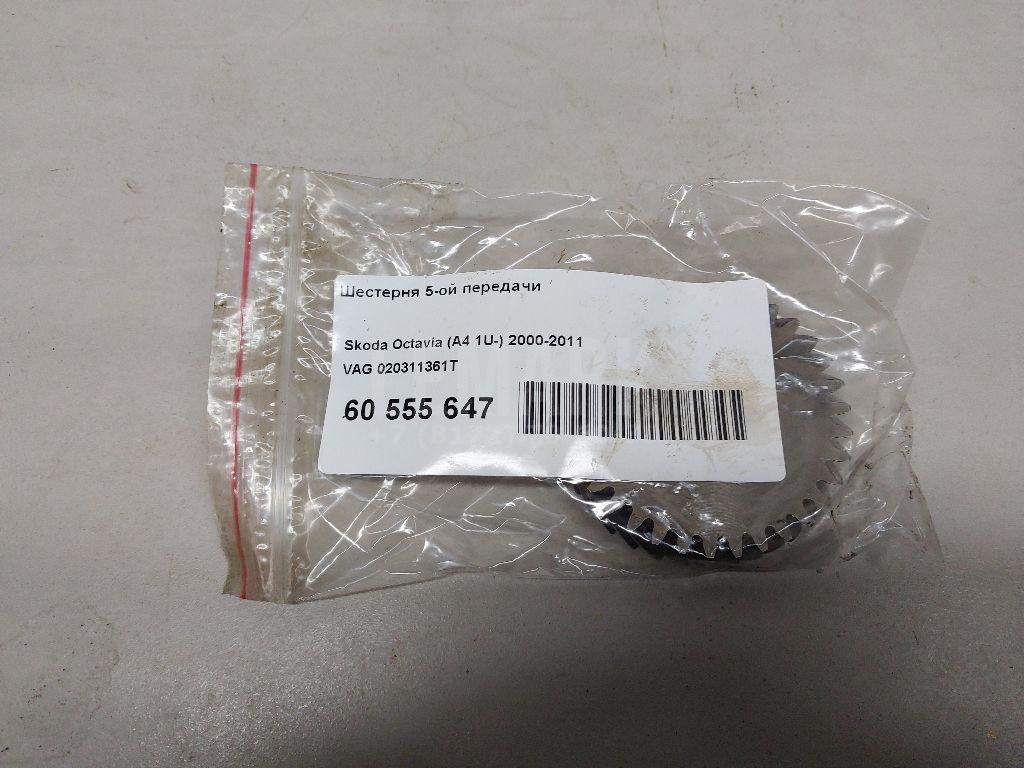 Шестерня 5-ой передачи
Skoda Octavia (A4 1U-) 2000-2011
VAG 020311361T
60 555 647